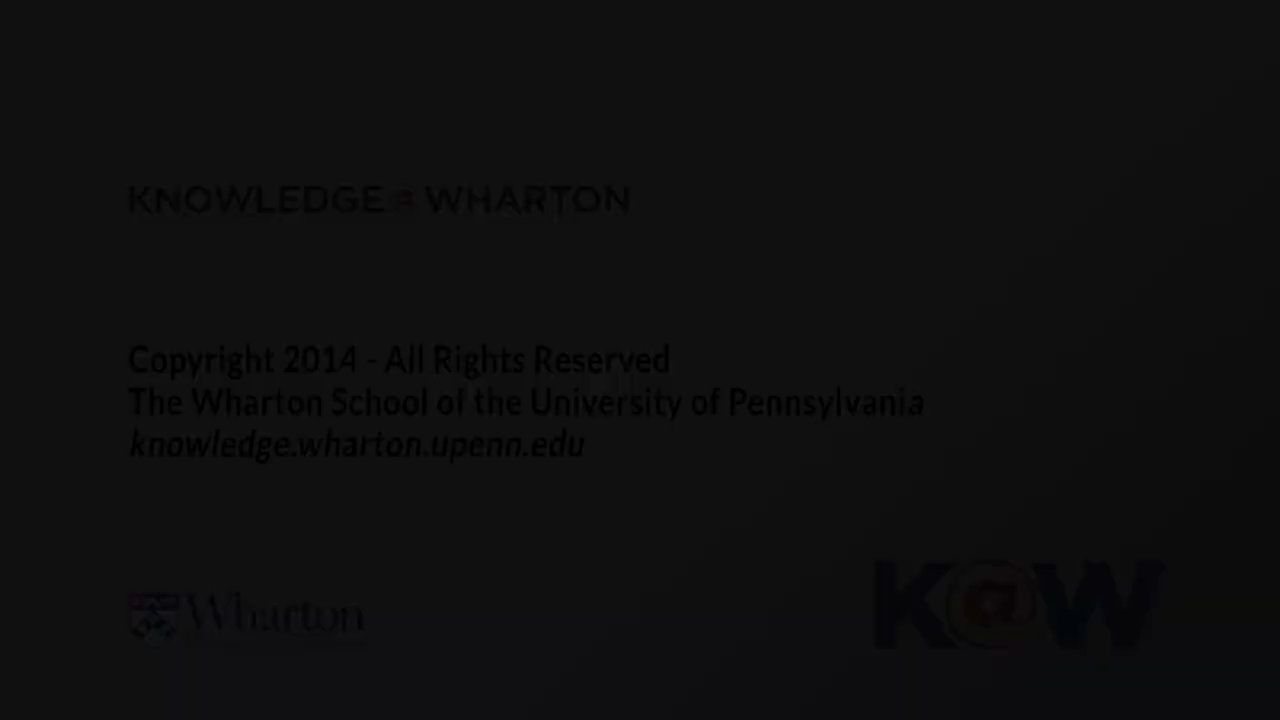 KNOWLEDGE @ WHARTON
Copyright 2014 - All Rights Reserved
The Wharton School of the University of Pennsylvania
knowledge.wharton.upenn.edu
Wharton
K@W